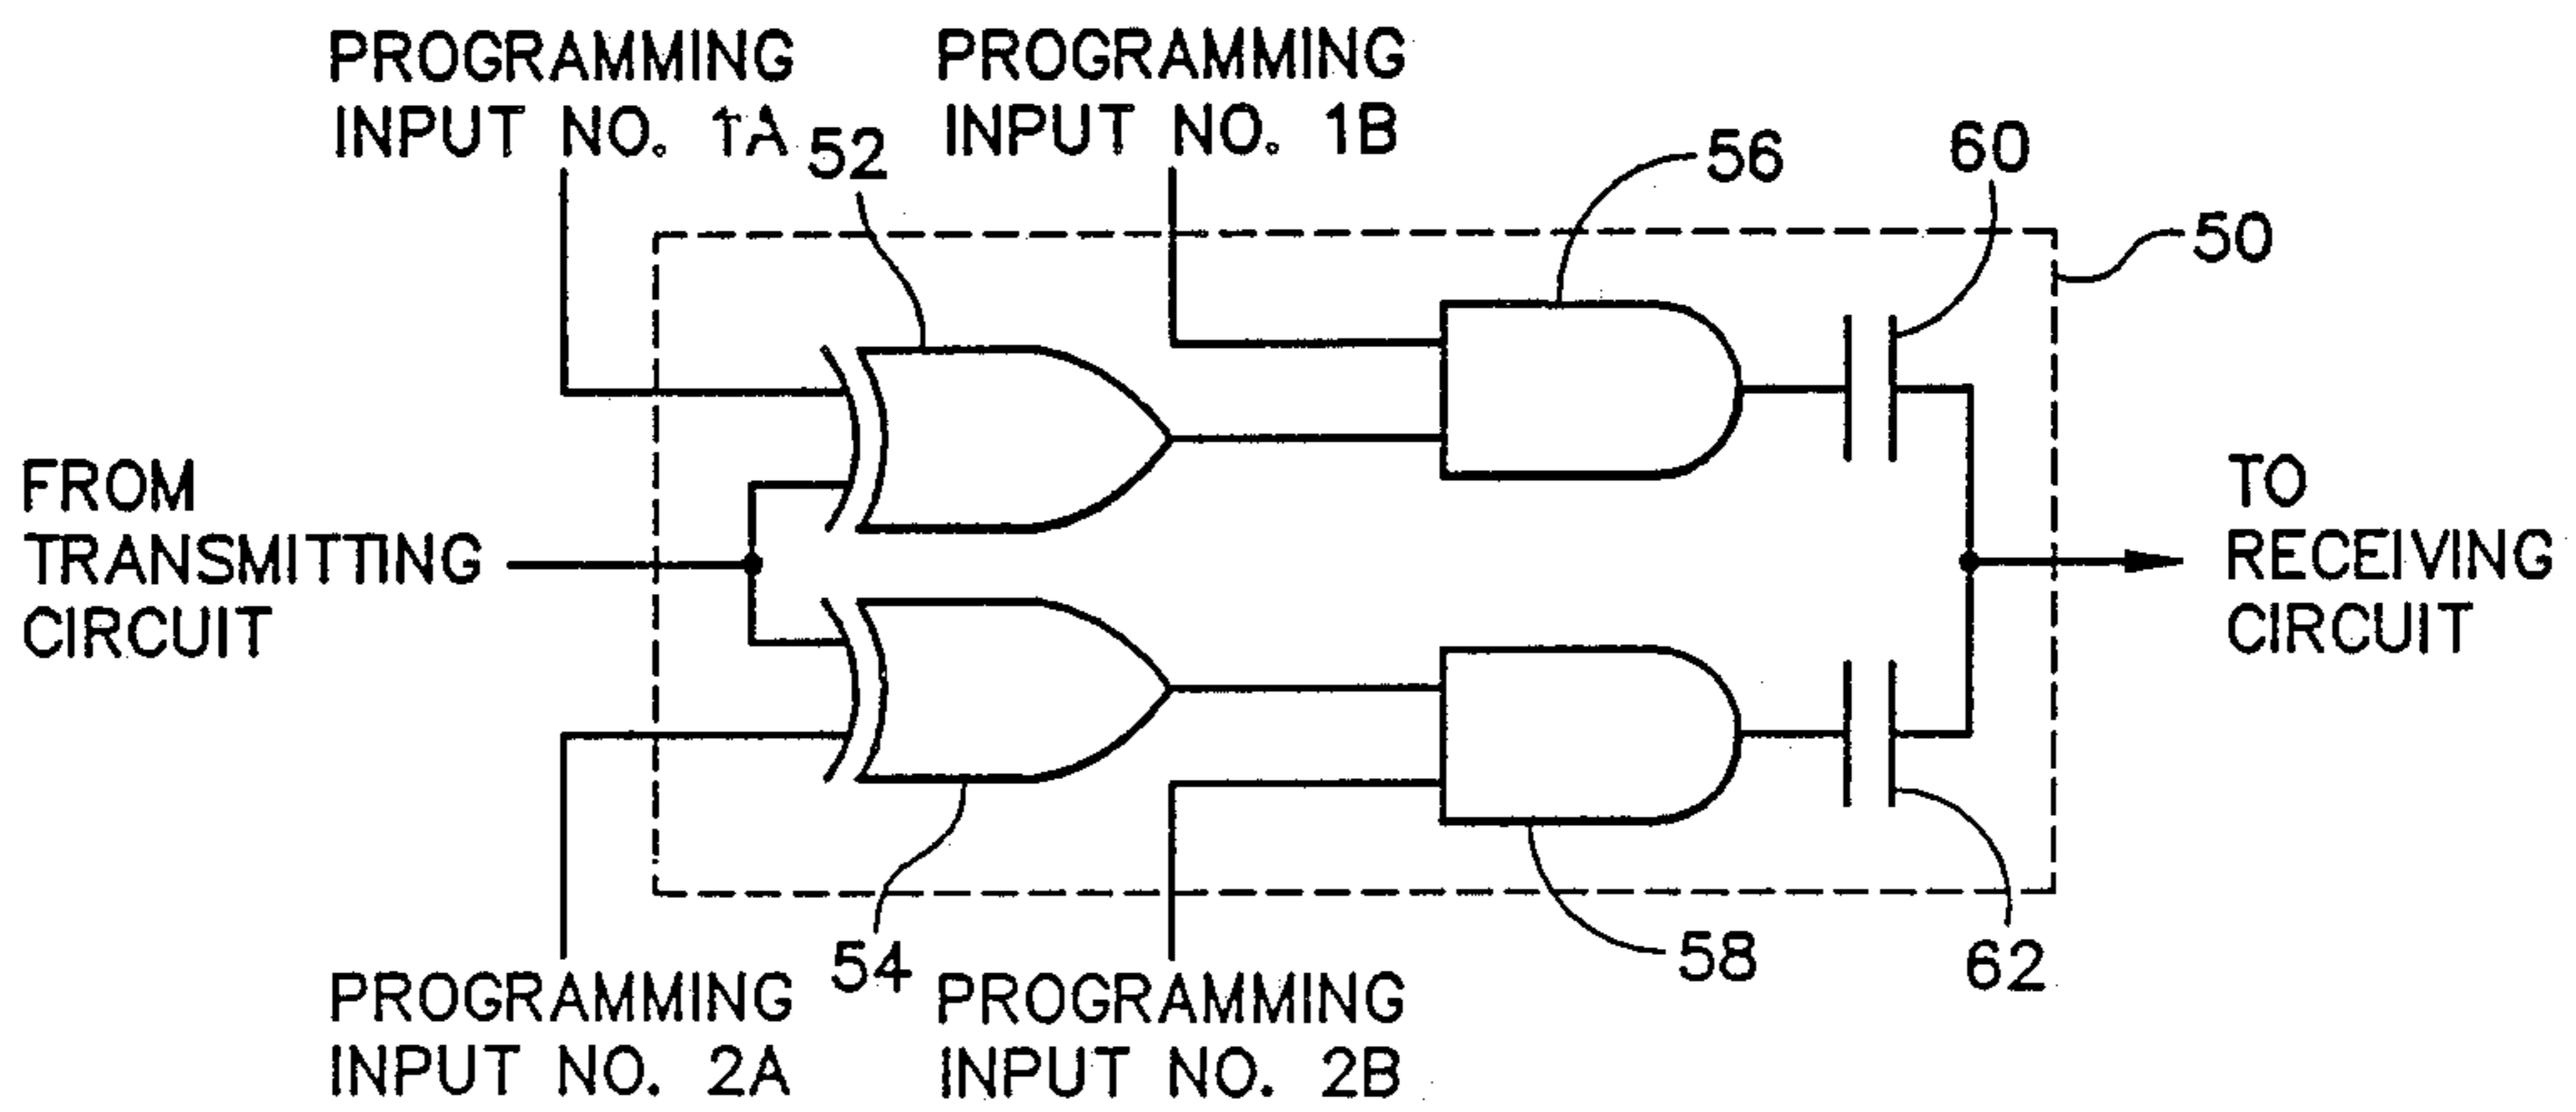 PROGRAMMING
INPUT NO. 1A
PROGRAMMING
INPUT NO. 1B
52
56
60
50
FROM
TRANSMITTING
CIRCUIT
TO
RECEIVING
CIRCUIT
54
58
62
PROGRAMMING
INPUT NO. 2A
PROGRAMMING
INPUT NO. 2B